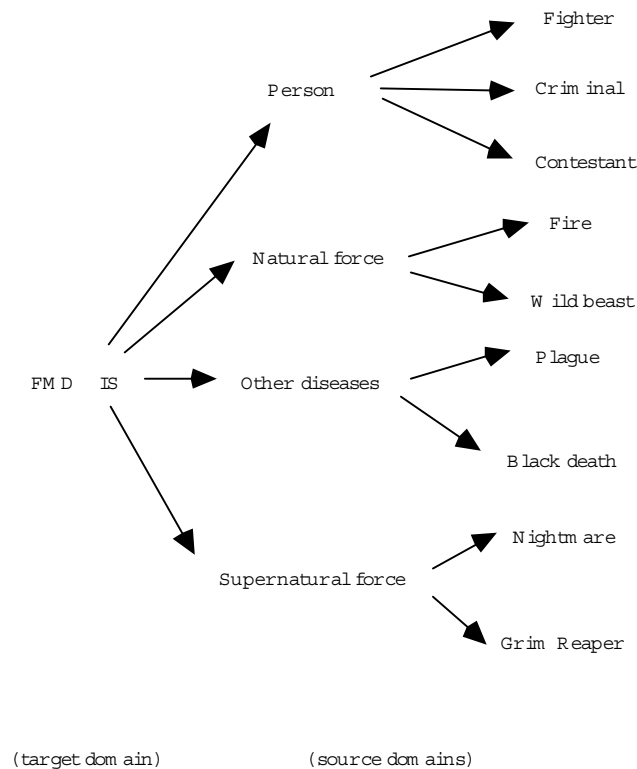 Fighter
Person
Criminal
Contestant
Fire
Natural force
Wild beast
Plague
FMD IS
Other diseases
Black death
Nightmare
Supernatural force
Grim Reaper
(target domain) (source domains)